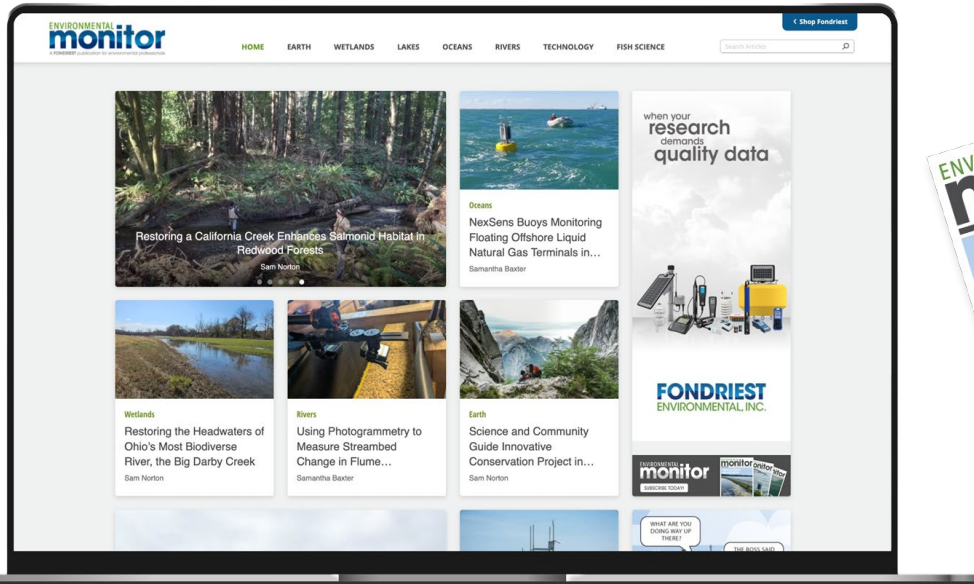 ENVIRONMENTAL
monitor
A FONDRIEST publication for environmental professionals
Shop Fondriest
HOME EARTH WETLANDS LAKES OCEANS RIVERS TECHNOLOGY FISH SCIENCE
Search Articles
Restoring a California Creek Enhances Salmonid Habitat in
Redwood Forests
Sam Norton
Oceans
NexSens Buoys Monitoring
Floating Offshore Liquid
Natural Gas Terminals in...
Samantha Baxter
when your
research
demands
quality data
FONDRIEST
ENVIRONMENTAL, INC.
Wetlands
Restoring the Headwaters of
Ohio's Most Biodiverse
River, the Big Darby Creek
Sam Norton
Rivers
Using Photogrammetry to
Measure Streambed
Change in Flume...
Samantha Baxter
Earth
Science and Community
Guide Innovative
Conservation Project in...
Sam Norton
ENVIRONMENTAL
monitor
SUBSCRIBE TODAY!
monitor
WHAT ARE YOU
DOING WAY UP
THERE?
THE BOSS SAID